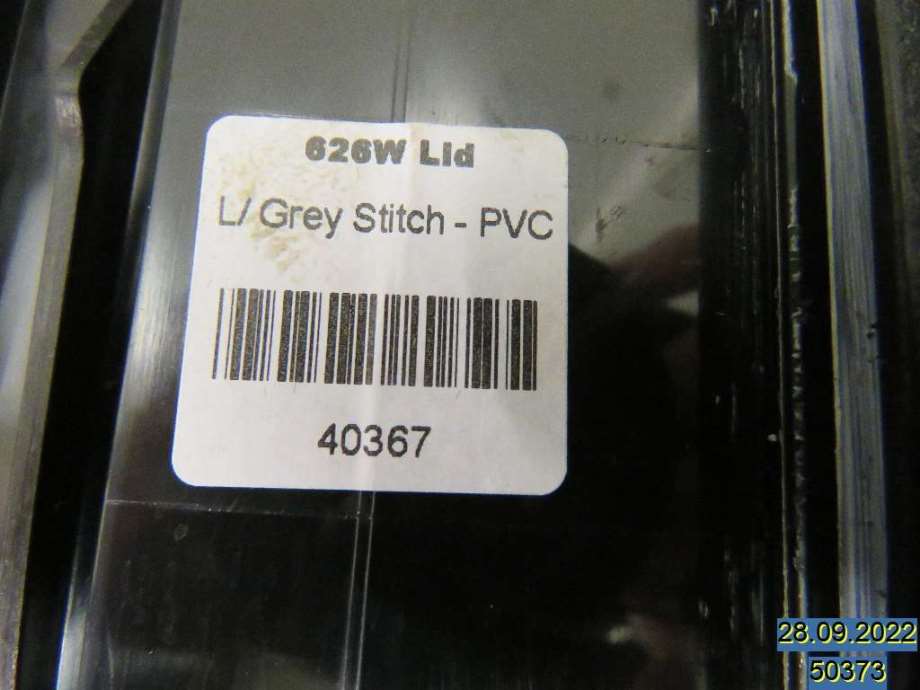 626W Lid
L/ Grey Stitch - PVC
40367
28.09.2022
50373